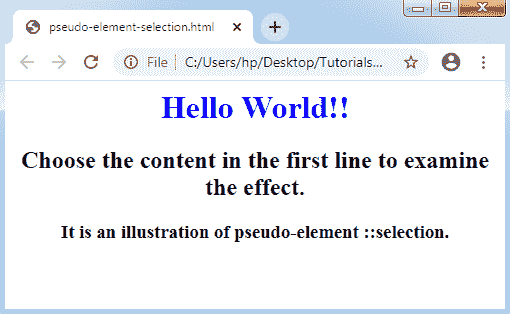 pseudo-element-selection.html
File
C:/Users/hp/Desktop/Tutorials...
Hello World!!
Choose the content in the first line to examine
the effect.
It is an illustration of pseudo-element ::selection.